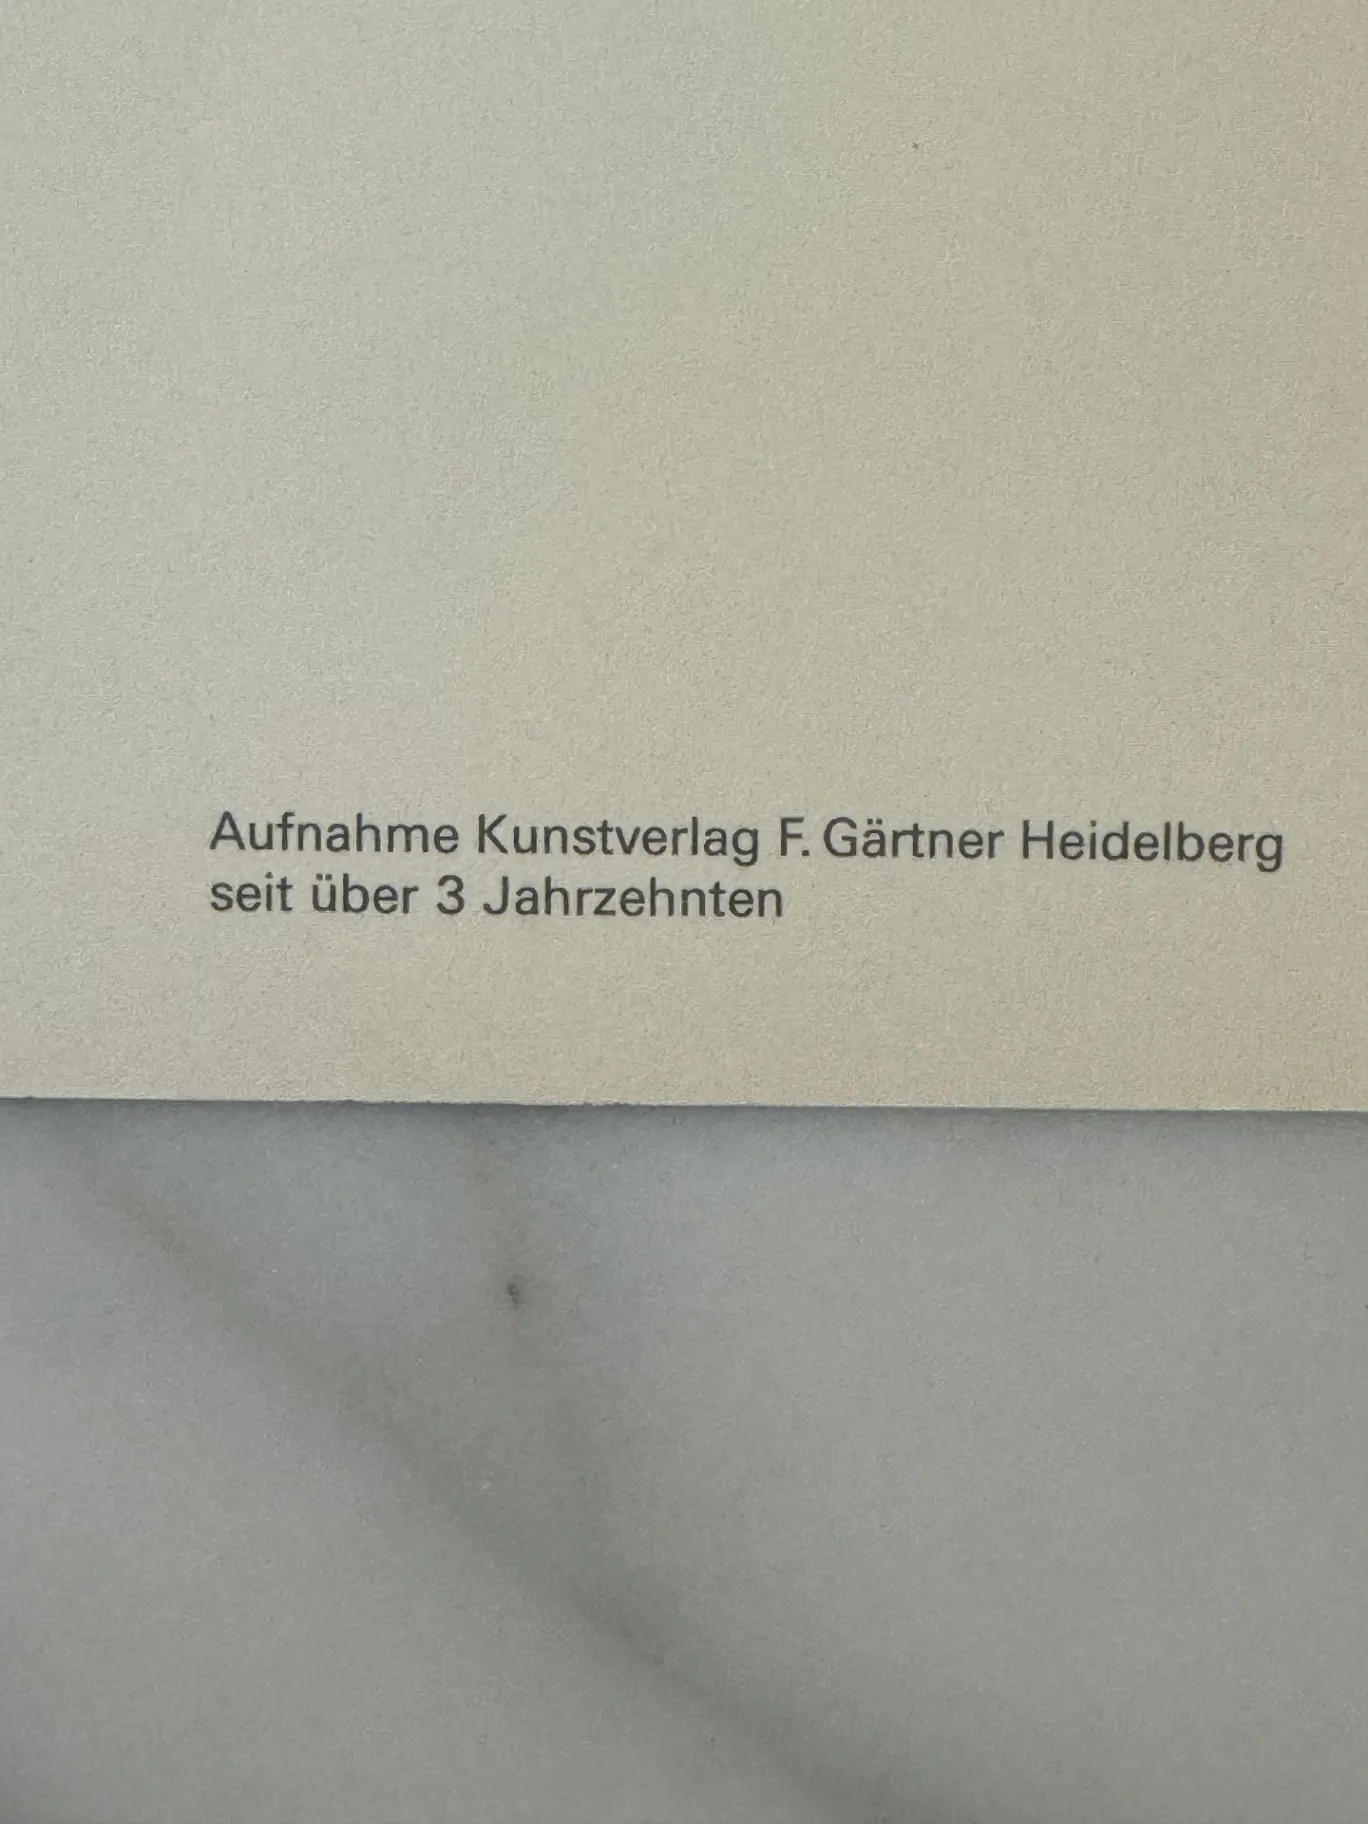 Aufnahme Kunstverlag F. Gärtner Heidelberg
seit über 3 Jahrzehnten